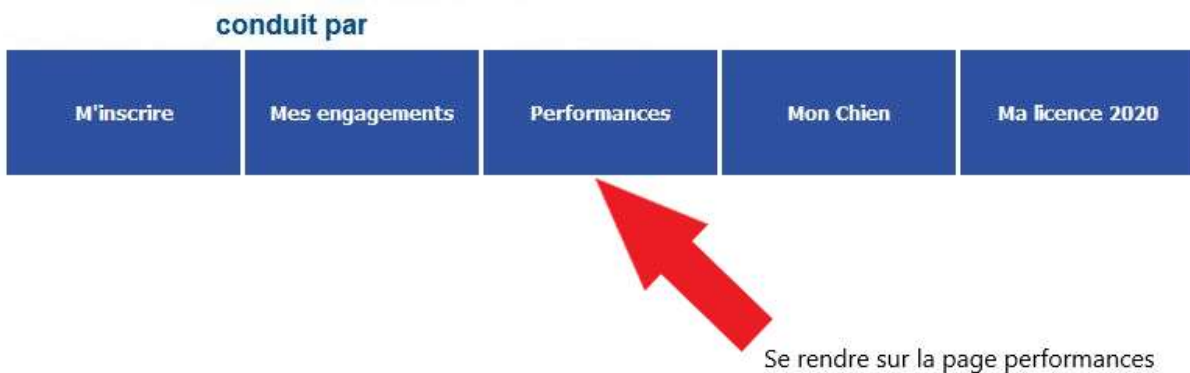 conduit par
M'inscrire
Mes engagements
Performances
Mon Chien
Ma licence 2020
Se rendre sur la page performances